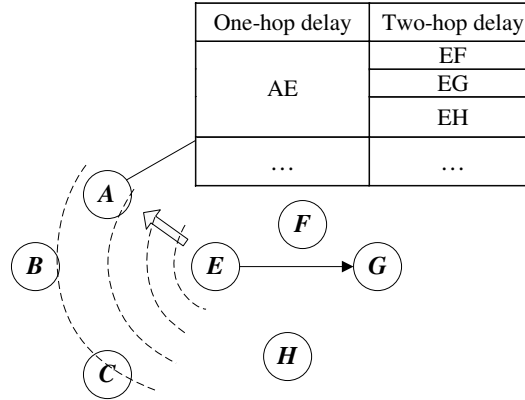 One-hop delay Two-hop delay
AE
EF
EG
EH
… …
A
F
B
E
G
H
C